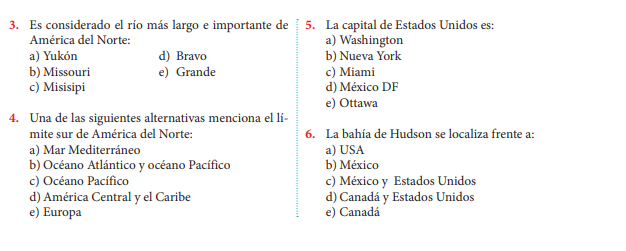 3. Es considerado el río más largo e importante de
América del Norte:
a) Yukón d) Bravo
b) Missouri e) Grande
c) Misisipi
4. Una de las siguientes alternativas menciona el lí-
mite sur de América del Norte:
a) Mar Mediterráneo
b) Océano Atlántico y océano Pacífico
c) Océano Pacífico
d) América Central y el Caribe
e) Europa
5. La capital de Estados Unidos es:
a) Washington
b) Nueva York
c) Miami
d) México DF
e) Ottawa
6. La bahía de Hudson se localiza frente a:
a) USA
b) México
c) México y Estados Unidos
d) Canadá y Estados Unidos
e) Canadá